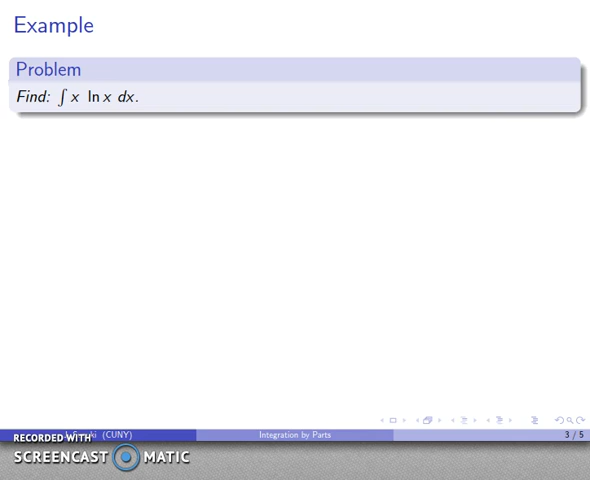 Example
Problem
Find: ∫ x ln x dx.
(CUNY) Integration by Parts 3 / 5
RECORDED WITH
SCREENCAST MATIC